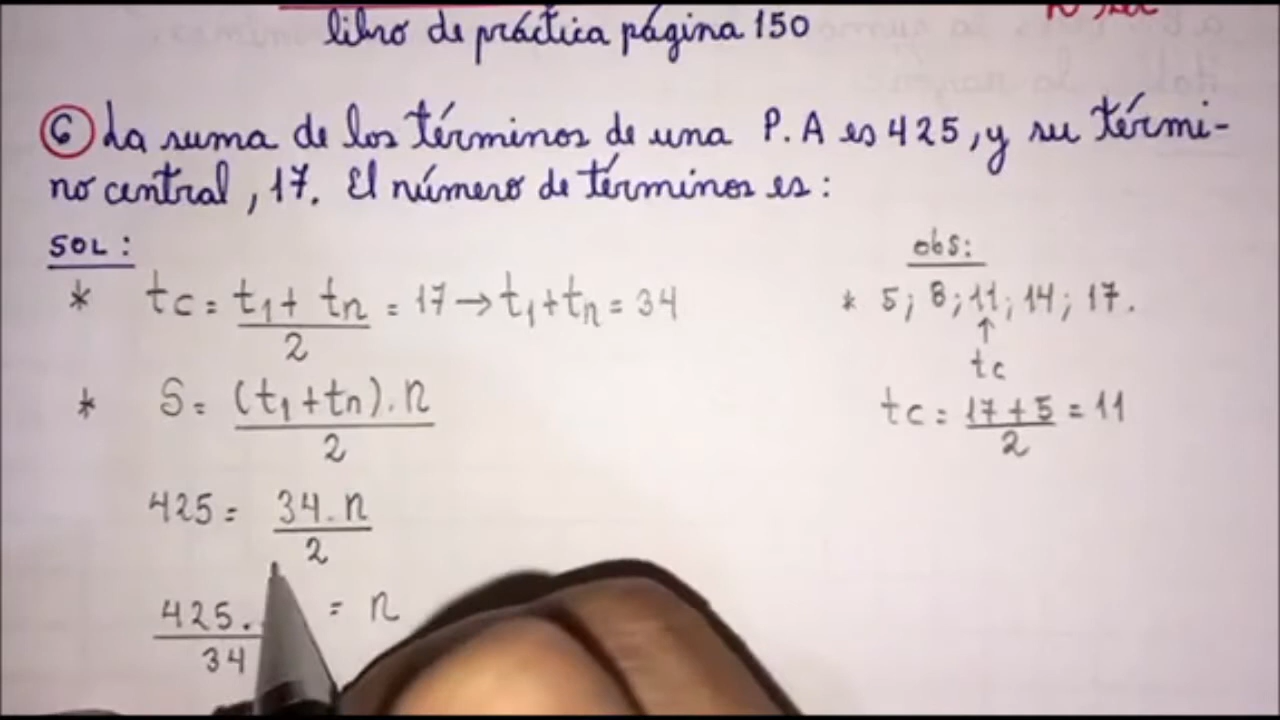 libro de práctica página 150
6 La suma de los términos de una P.A es 425, y su térmi-
no central, 17. El número de términos es:
SOL:
* tc = t1 + tn / 2 = 17 → t1 + tn = 34
* S = (t1 + tn) . n / 2
425 = 34 . n / 2
425 . / 34 = n
obs:
* 5; 8; 11; 14; 17.
↑
tc
tc = 17 + 5 / 2 = 11